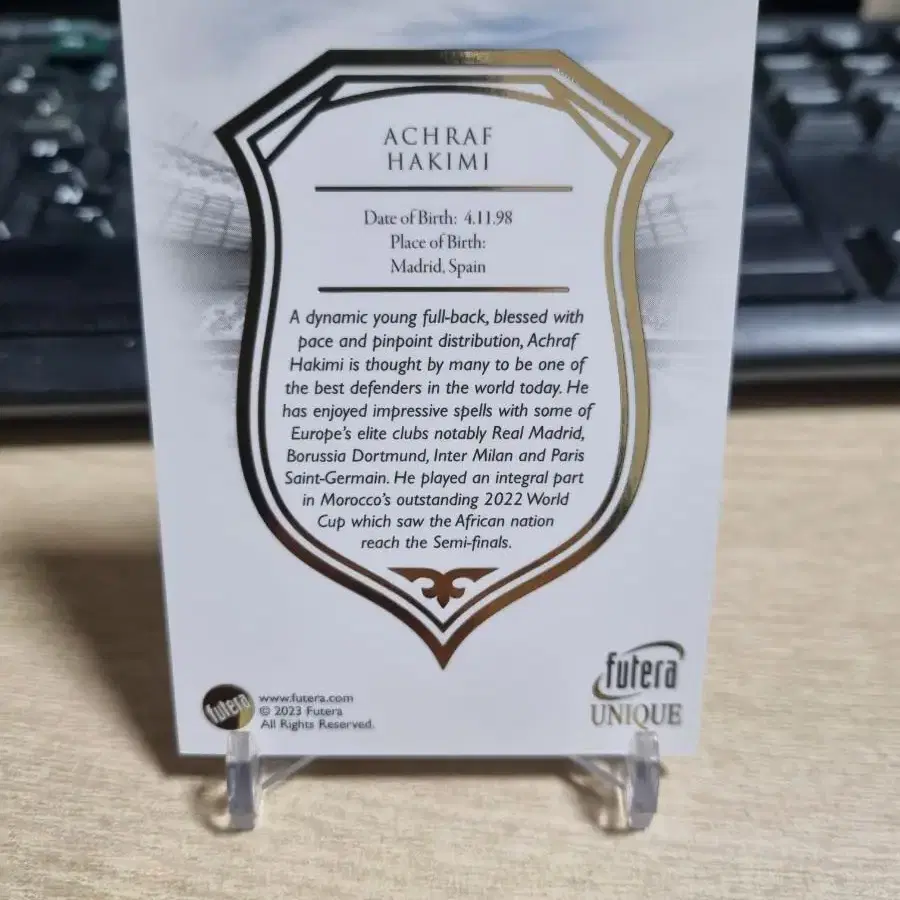 ACHRAF
HAKIMI
Date of Birth: 4.11.98
Place of Birth:
Madrid, Spain
A dynamic young full-back, blessed with
pace and pinpoint distribution, Achraf
Hakimi is thought by many to be one of
the best defenders in the world today. He
has enjoyed impressive spells with some of
Europe's elite clubs notably Real Madrid,
Borussia Dortmund, Inter Milan and Paris
Saint-Germain. He played an integral part
in Morocco's outstanding 2022 World
Cup which saw the African nation
reach the Semi-finals.
futera
UNIQUE
futera
www.futera.com
© 2023 Futera
All Rights Reserved.